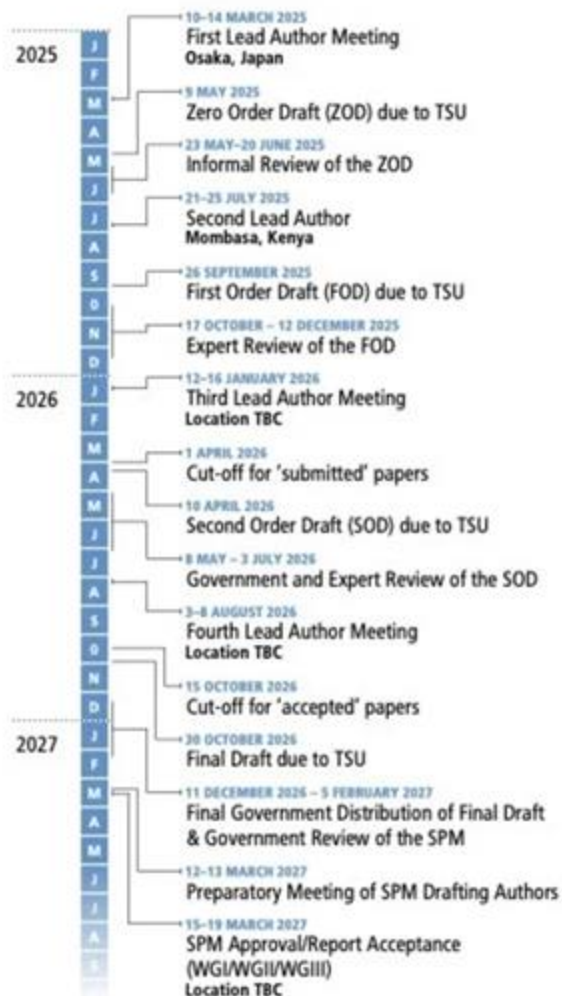 2025
J
F
M
A
M
J
J
A
S
O
N
D
2026
J
F
M
A
M
J
J
A
S
O
N
D
2027
J
F
M
A
M
J
J
A
S
10–14 MARCH 2025
First Lead Author Meeting
Osaka, Japan
9 MAY 2025
Zero Order Draft (ZOD) due to TSU
23 MAY–20 JUNE 2025
Informal Review of the ZOD
21–25 JULY 2025
Second Lead Author
Mombasa, Kenya
26 SEPTEMBER 2025
First Order Draft (FOD) due to TSU
17 OCTOBER – 12 DECEMBER 2025
Expert Review of the FOD
12–16 JANUARY 2026
Third Lead Author Meeting
Location TBC
1 APRIL 2026
Cut-off for 'submitted' papers
10 APRIL 2026
Second Order Draft (SOD) due to TSU
8 MAY – 3 JULY 2026
Government and Expert Review of the SOD
3–8 AUGUST 2026
Fourth Lead Author Meeting
Location TBC
15 OCTOBER 2026
Cut-off for 'accepted' papers
30 OCTOBER 2026
Final Draft due to TSU
11 DECEMBER 2026 – 5 FEBRUARY 2027
Final Government Distribution of Final Draft
& Government Review of the SPM
12–13 MARCH 2027
Preparatory Meeting of SPM Drafting Authors
15–19 MARCH 2027
SPM Approval/Report Acceptance
(WGI/WGII/WGIII)
Location TBC